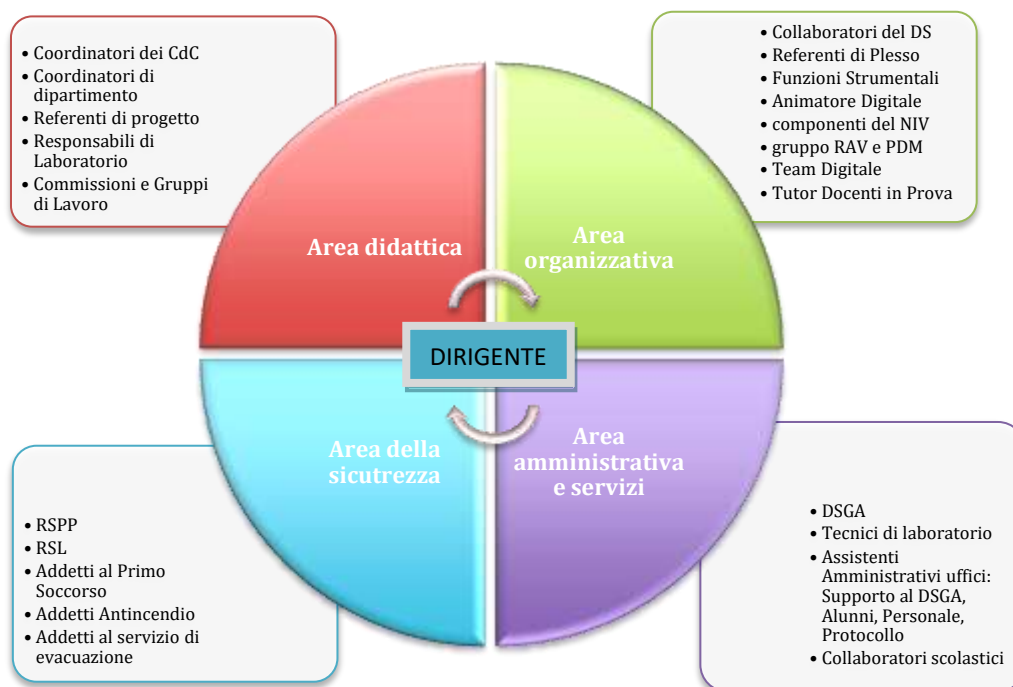 • Coordinatori dei CdC
• Coordinatori di
dipartimento
• Referenti di progetto
• Responsabili di
Laboratorio
• Commissioni e Gruppi
di Lavoro
• Collaboratori del DS
• Referenti di Plesso
• Funzioni Strumentali
• Animatore Digitale
• componenti del NIV
• gruppo RAV e PDM
• Team Digitale
• Tutor Docenti in Prova
Area didattica
Area
organizzativa
DIRIGENTE
Area della
sicutrezza
Area
amministrativa
e servizi
• RSPP
• RSL
• Addetti al Primo
Soccorso
• Addetti Antincendio
• Addetti al servizio di
evacuazione
• DSGA
• Tecnici di laboratorio
• Assistenti
Amministrativi uffici:
Supporto al DSGA,
Alunni, Personale,
Protocollo
• Collaboratori scolastici